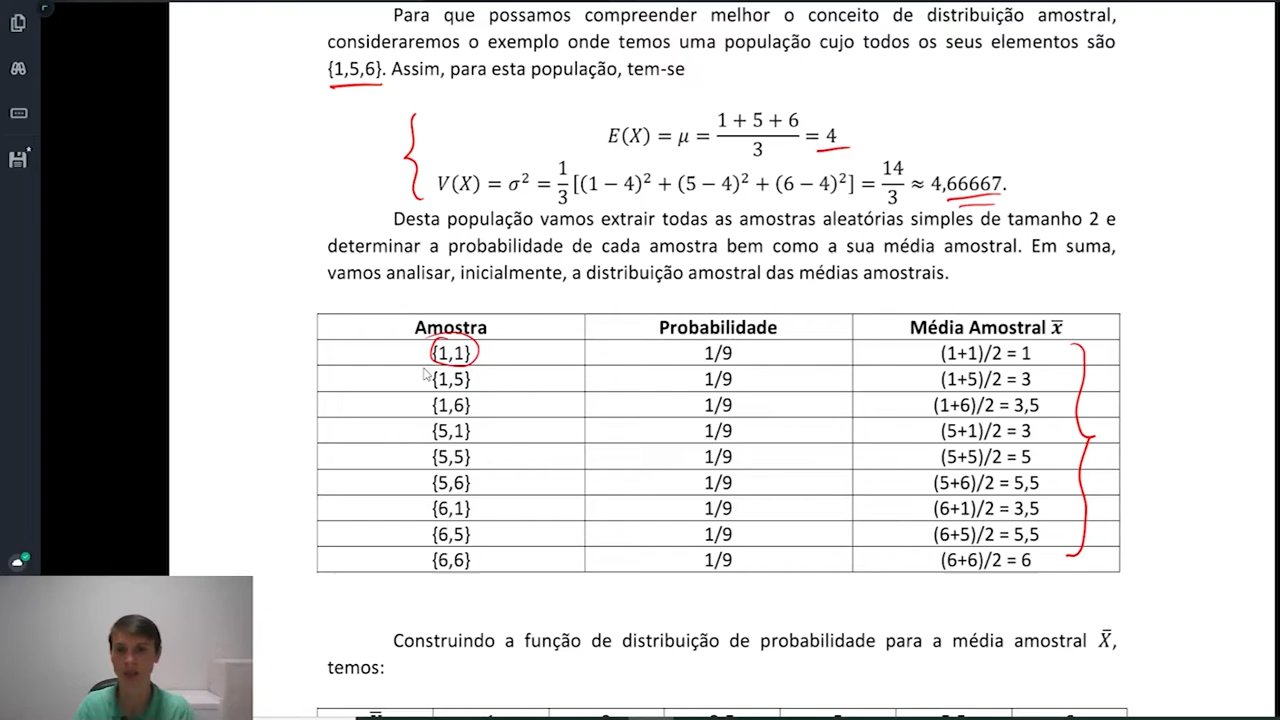 Para que possamos compreender melhor o conceito de distribuição amostral,
consideraremos o exemplo onde temos uma população cujo todos os seus elementos são
{1,5,6}. Assim, para esta população, tem-se
E(X) = μ = (1 + 5 + 6)/3 = 4
V(X) = σ² = 1/3 [(1 − 4)² + (5 − 4)² + (6 − 4)²] = 14/3 ≈ 4,66667.
Desta população vamos extrair todas as amostras aleatórias simples de tamanho 2 e
determinar a probabilidade de cada amostra bem como a sua média amostral. Em suma,
vamos analisar, inicialmente, a distribuição amostral das médias amostrais.
Amostra Probabilidade Média Amostral x̅
{1,1} 1/9 (1+1)/2 = 1
{1,5} 1/9 (1+5)/2 = 3
{1,6} 1/9 (1+6)/2 = 3,5
{5,1} 1/9 (5+1)/2 = 3
{5,5} 1/9 (5+5)/2 = 5
{5,6} 1/9 (5+6)/2 = 5,5
{6,1} 1/9 (6+1)/2 = 3,5
{6,5} 1/9 (6+5)/2 = 5,5
{6,6} 1/9 (6+6)/2 = 6
Construindo a função de distribuição de probabilidade para a média amostral X̅,
temos: